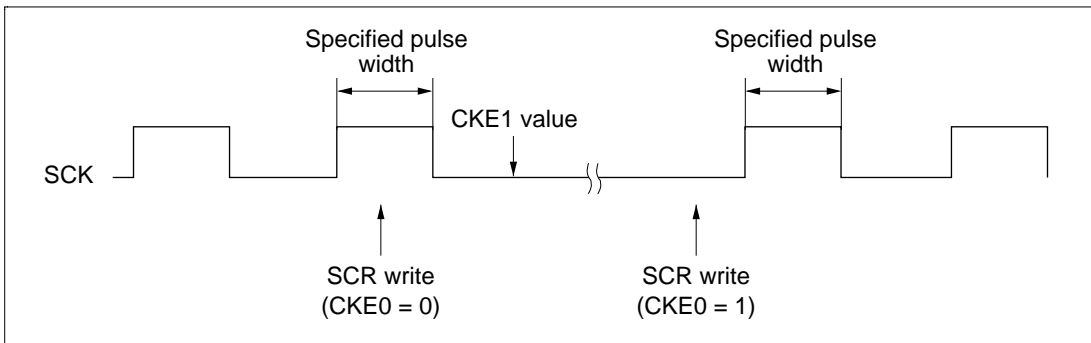 Specified pulse
width
Specified pulse
width
CKE1 value
SCK
SCR write
(CKE0 = 0)
SCR write
(CKE0 = 1)